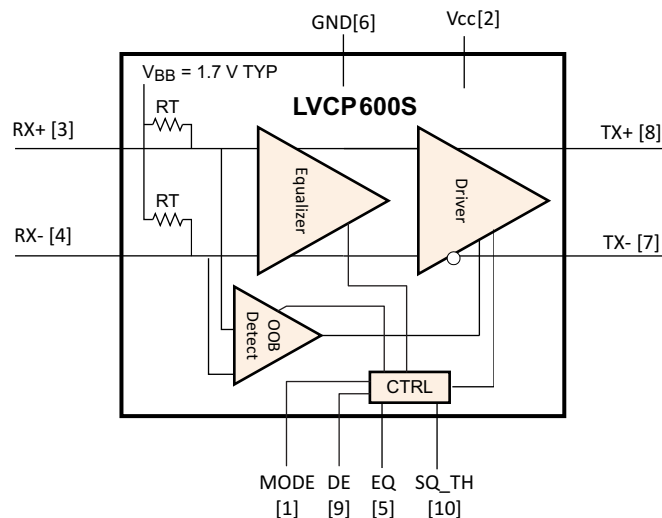 GND[6]
Vcc[2]
VBB = 1.7 V TYP
LVCP600S
RT
RX+ [3]
TX+ [8]
Equalizer
Driver
RT
RX- [4]
TX- [7]
OOB
Detect
CTRL
MODE
[1]
DE
[9]
EQ
[5]
SQ_TH
[10]